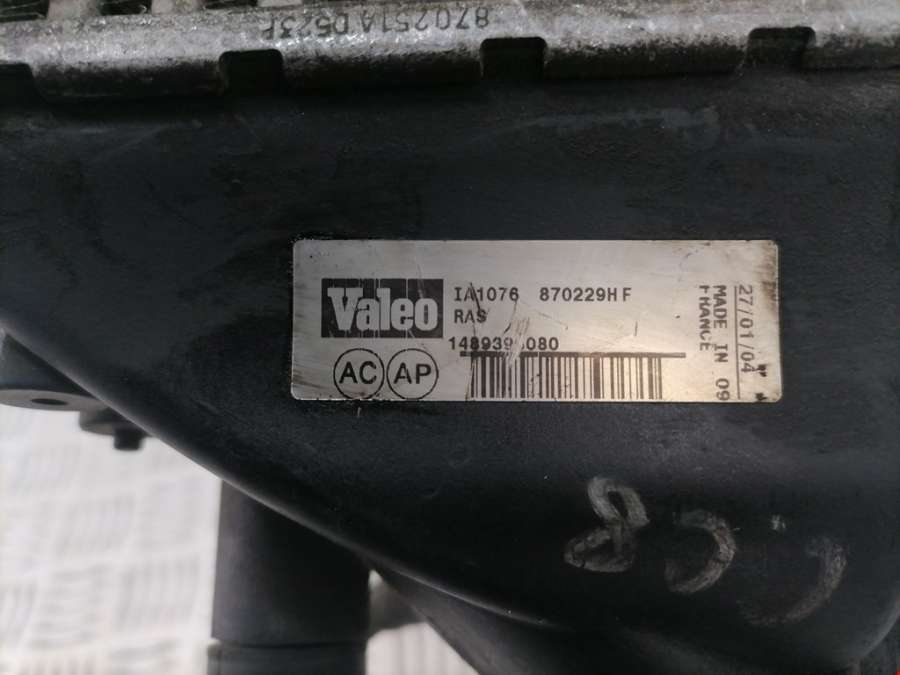 870251A D523F
Valeo
IA1076 870229H F
RAS
AC AP
27/01/04
MADE IN 09
FRANCE